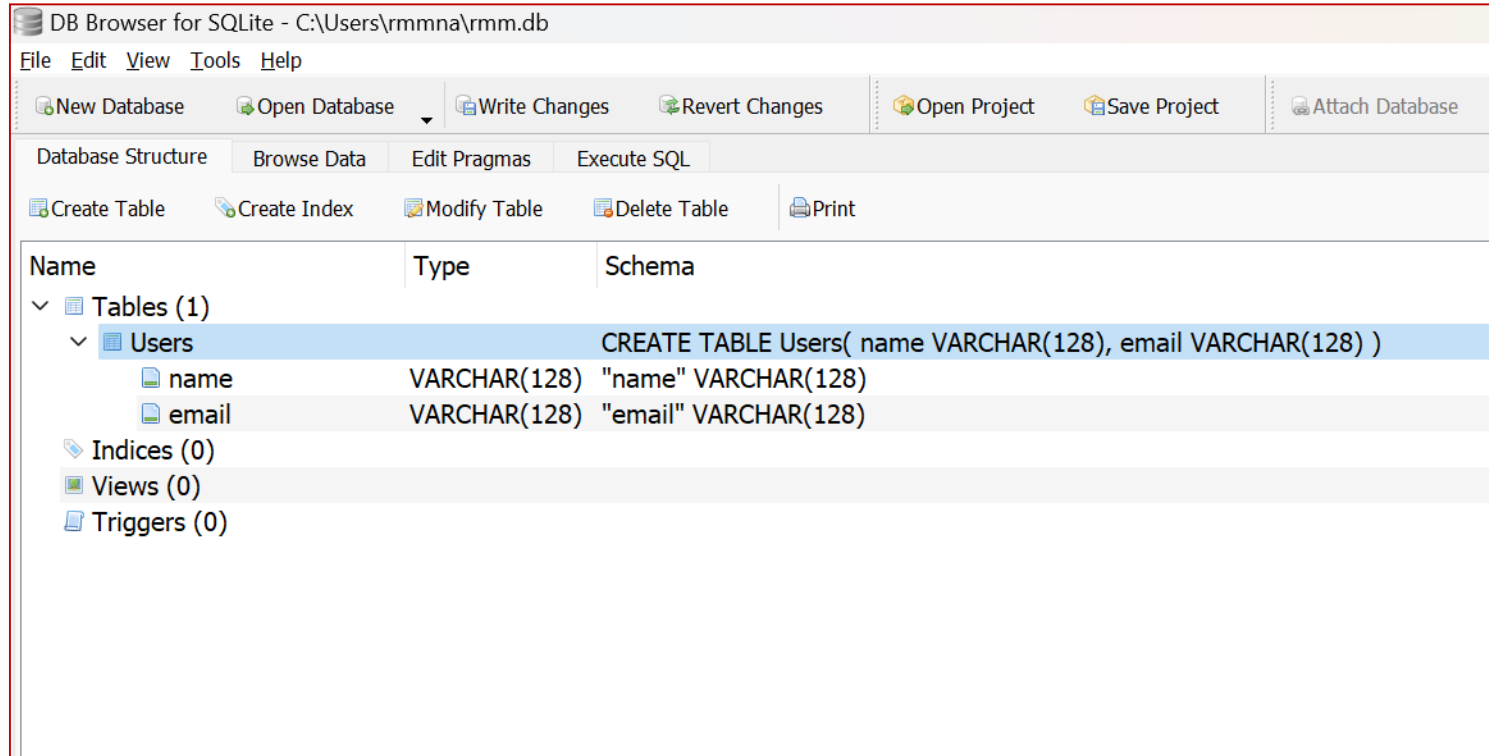 DB Browser for SQLite - C:\Users\rmmna\rmm.db
File Edit View Tools Help
New Database Open Database Write Changes Revert Changes Open Project Save Project Attach Database
Database Structure Browse Data Edit Pragmas Execute SQL
Create Table Create Index Modify Table Delete Table Print
Name Type Schema
Tables (1)
Users CREATE TABLE Users( name VARCHAR(128), email VARCHAR(128) )
name VARCHAR(128) "name" VARCHAR(128)
email VARCHAR(128) "email" VARCHAR(128)
Indices (0)
Views (0)
Triggers (0)